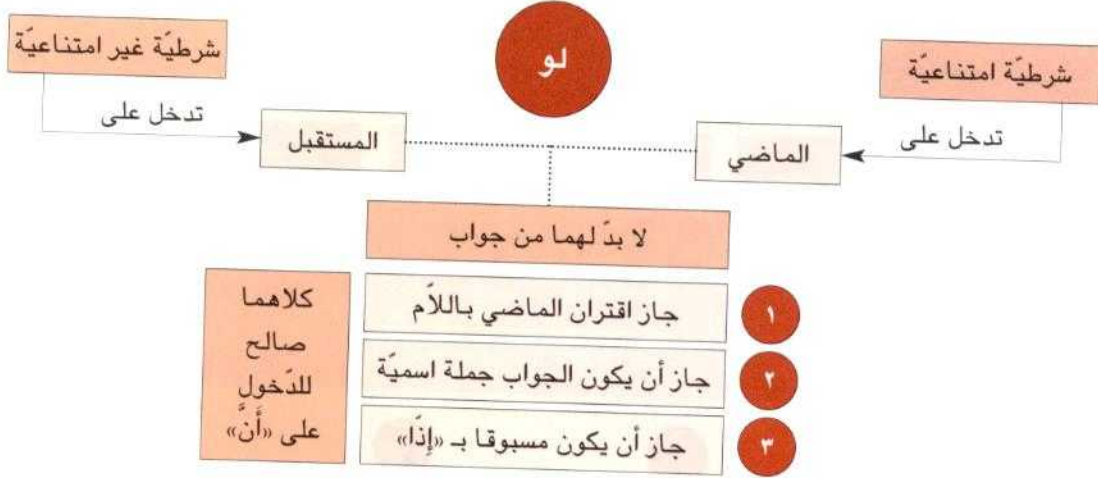 لو
شرطيّة امتناعيّة
شرطيّة غير امتناعيّة
تدخل على
تدخل على
الماضي
المستقبل
لا بدّ لهما من جواب
١
جاز اقتران الماضي باللاّم
٢
جاز أن يكون الجواب جملة اسميّة
٣
جاز أن يكون مسبوقا بـ «إِذًا»
كلاهما
صالح
للدّخول
على «أَنَّ»